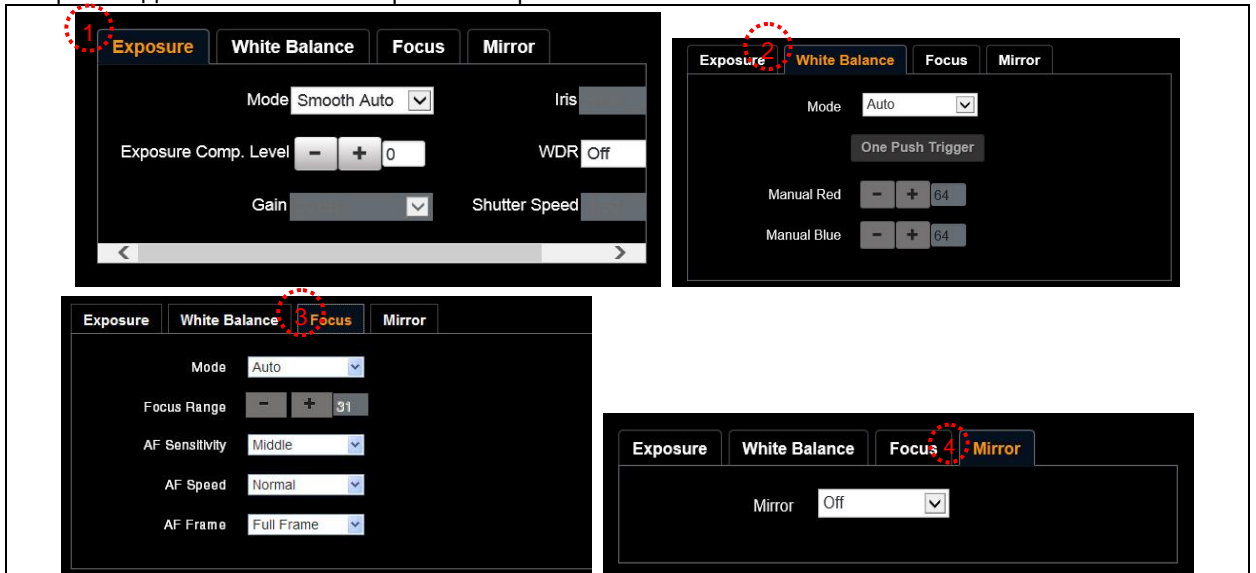 1
Exposure White Balance Focus Mirror
Mode Smooth Auto Iris
Exposure Comp. Level - + 0 WDR Off
Gain Shutter Speed
2
Exposure White Balance Focus Mirror
Mode Auto
One Push Trigger
Manual Red - + 64
Manual Blue - + 64
3
Exposure White Balance Focus Mirror
Mode Auto
Focus Range - + 31
AF Sensitivity Middle
AF Speed Normal
AF Frame Full Frame
4
Exposure White Balance Focus Mirror
Mirror Off